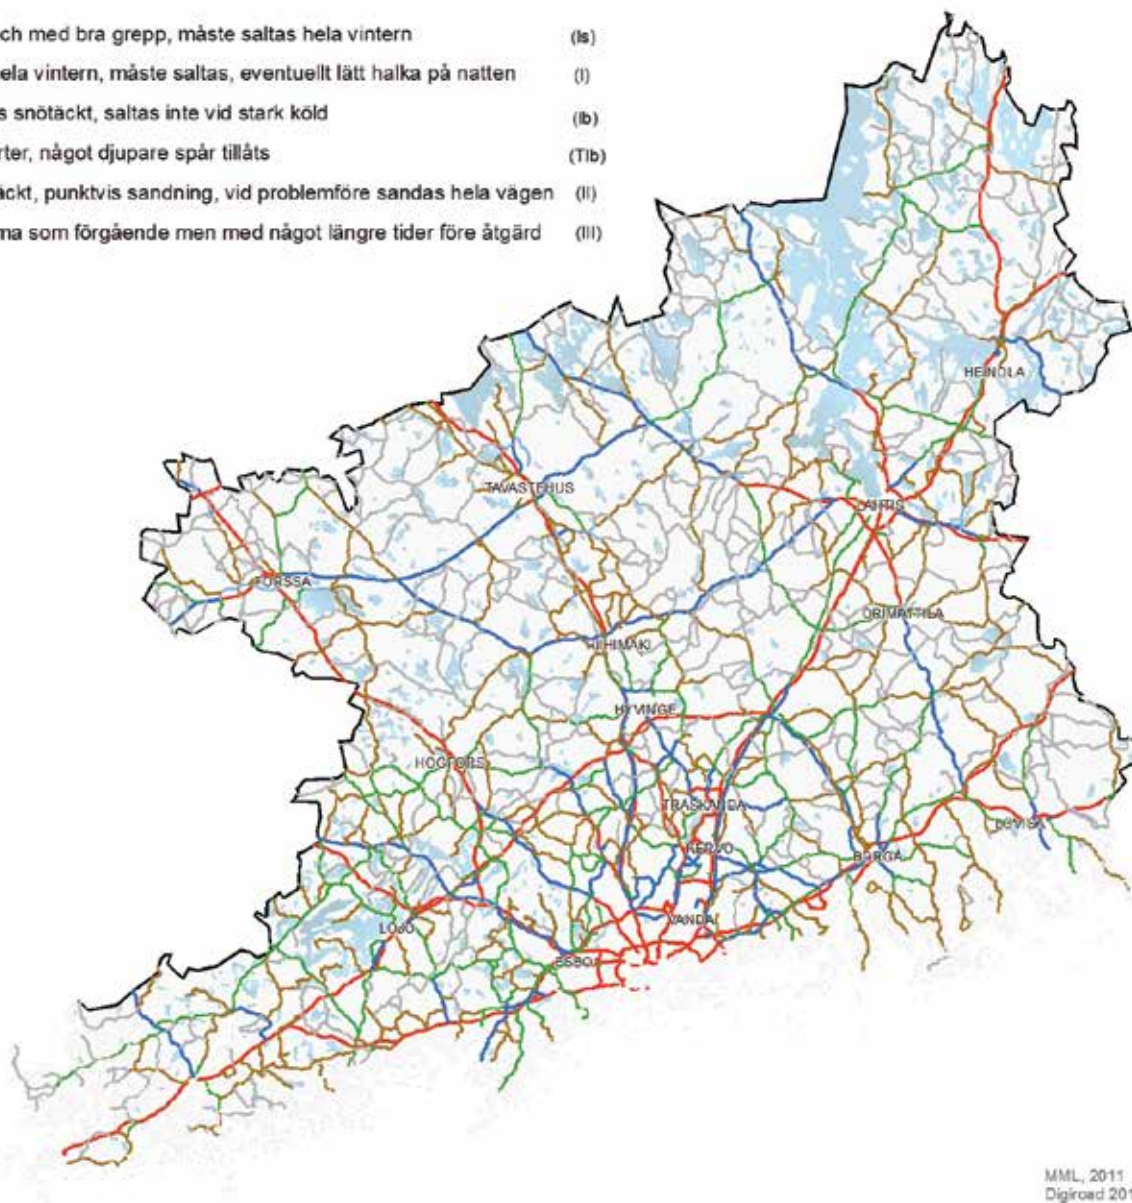 ch med bra grepp, måste saltas hela vintern (Is)
ela vintern, måste saltas, eventuellt lätt halka på natten (I)
s snötäckt, saltas inte vid stark köld (Ib)
rter, något djupare spår tillåts (TIb)
äckt, punktvis sandning, vid problemföre sandas hela vägen (II)
ma som förgående men med något längre tider före åtgärd (III)
HEINOLA
TAVASTEHUS
LAHTIS
FORSSA
ORIMATTILA
RIIHIMÄKI
HYVINGE
HÖGFORS
TRÄSKÄNDA
LOVISA
KERVO
BORGÅ
VANDA
LOJO
ESBO
MML, 2011
Digiroad 201